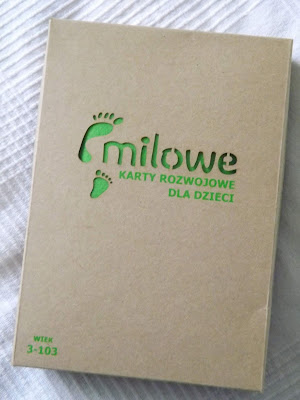 milowe
KARTY ROZWOJOWE
DLA DZIECI
WIEK
3-103